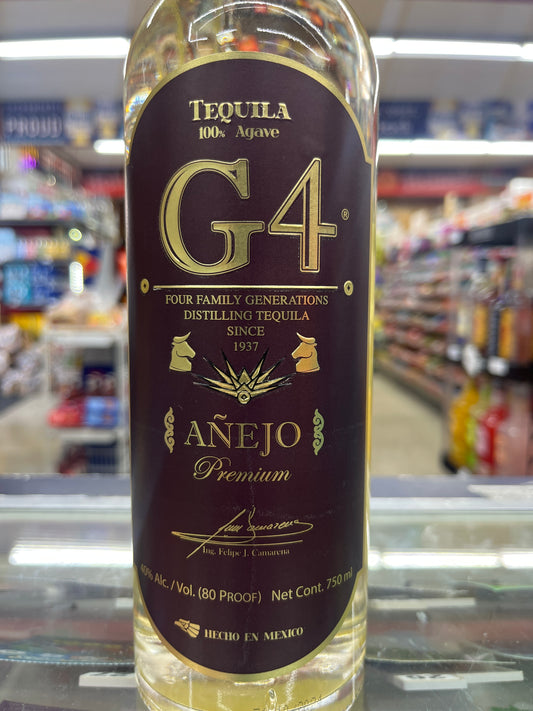 PROUD
TEQUILA
100% Agave
G4®
FOUR FAMILY GENERATIONS
DISTILLING TEQUILA
SINCE
1937
AÑEJO
Premium
Ing. Felipe J. Camarena
40% Alc./Vol. (80 PROOF) Net Cont. 750 ml
HECHO EN MEXICO